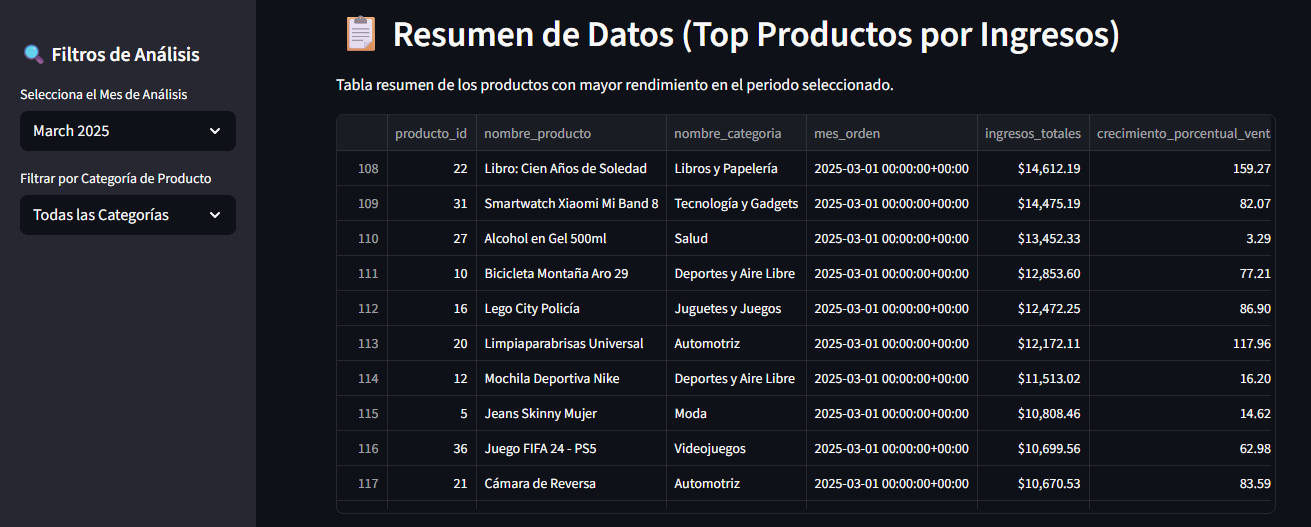 🔍 Filtros de Análisis
Selecciona el Mes de Análisis
March 2025
Filtrar por Categoría de Producto
Todas las Categorías
📋 Resumen de Datos (Top Productos por Ingresos)
Tabla resumen de los productos con mayor rendimiento en el periodo seleccionado.
producto_id nombre_producto nombre_categoria mes_orden ingresos_totales crecimiento_porcentual_vent
108 22 Libro: Cien Años de Soledad Libros y Papelería 2025-03-01 00:00:00+00:00 $14,612.19 159.27
109 31 Smartwatch Xiaomi Mi Band 8 Tecnología y Gadgets 2025-03-01 00:00:00+00:00 $14,475.19 82.07
110 27 Alcohol en Gel 500ml Salud 2025-03-01 00:00:00+00:00 $13,452.33 3.29
111 10 Bicicleta Montaña Aro 29 Deportes y Aire Libre 2025-03-01 00:00:00+00:00 $12,853.60 77.21
112 16 Lego City Policía Juguetes y Juegos 2025-03-01 00:00:00+00:00 $12,472.25 86.90
113 20 Limpiaparabrisas Universal Automotriz 2025-03-01 00:00:00+00:00 $12,172.11 117.96
114 12 Mochila Deportiva Nike Deportes y Aire Libre 2025-03-01 00:00:00+00:00 $11,513.02 16.20
115 5 Jeans Skinny Mujer Moda 2025-03-01 00:00:00+00:00 $10,808.46 14.62
116 36 Juego FIFA 24 - PS5 Videojuegos 2025-03-01 00:00:00+00:00 $10,699.56 62.98
117 21 Cámara de Reversa Automotriz 2025-03-01 00:00:00+00:00 $10,670.53 83.59